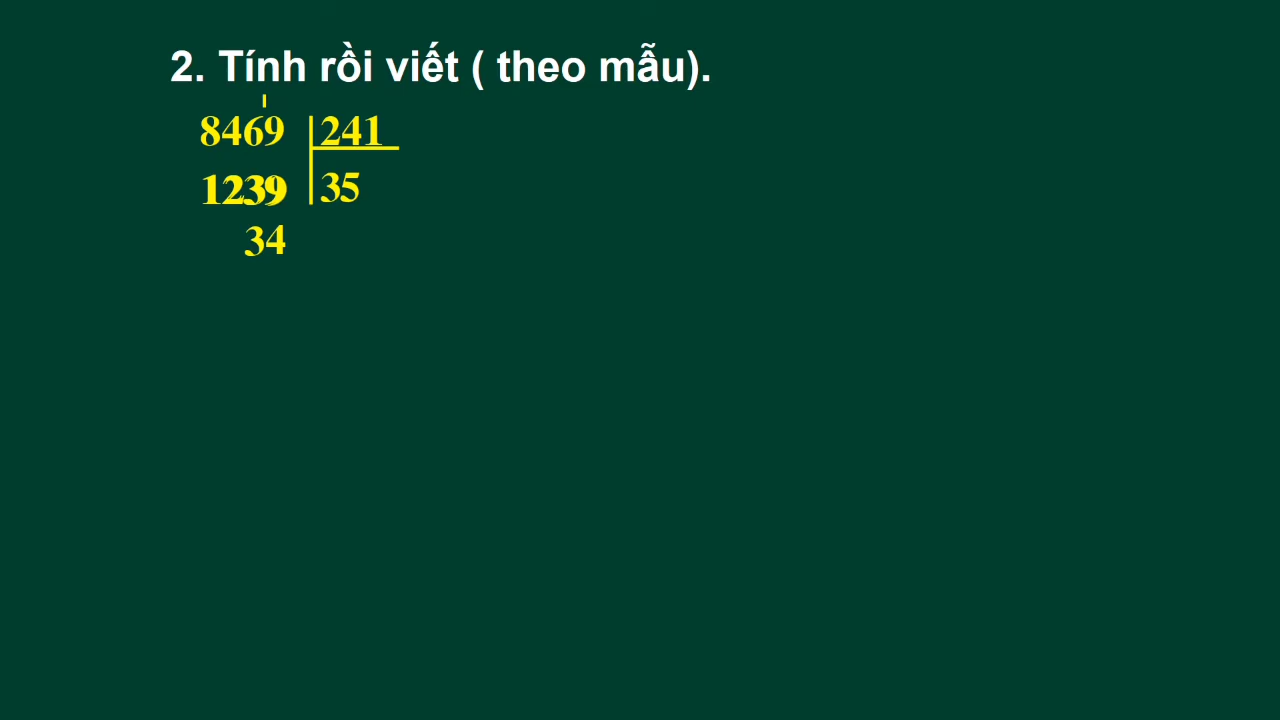 2. Tính rồi viết ( theo mẫu).
8469 241
1239 35
34